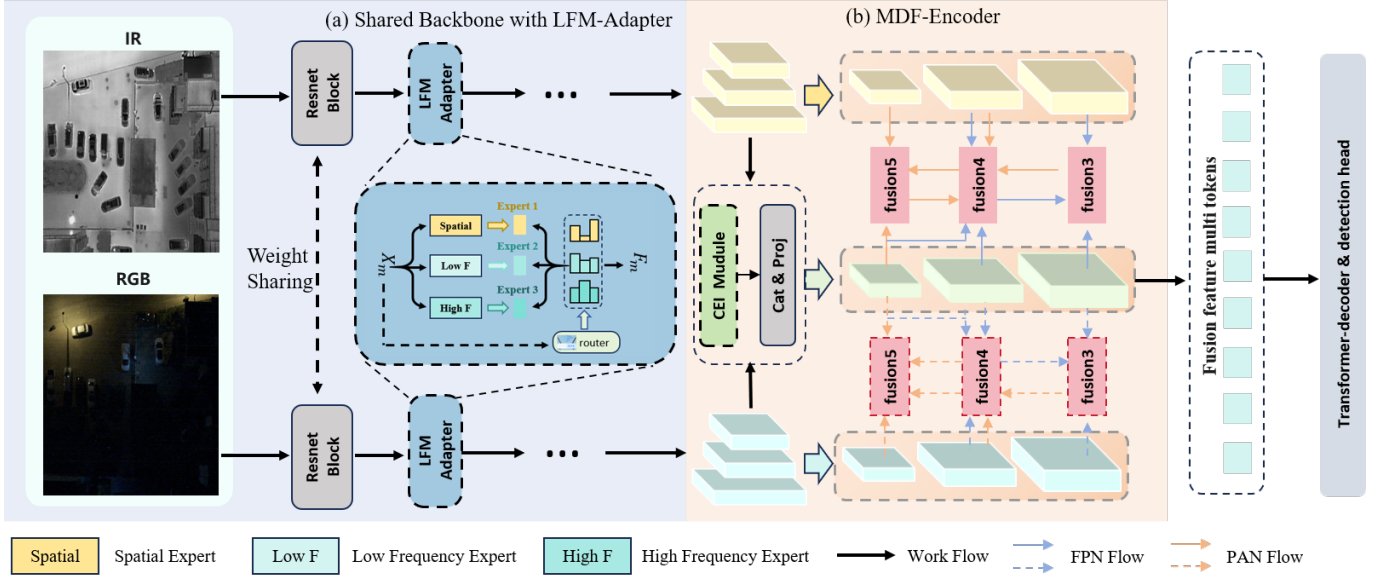 (a) Shared Backbone with LFM-Adapter
(b) MDF-Encoder
IR
RGB
Resnet
Block
LFM
Adapter
...
Weight
Sharing
Resnet
Block
LFM
Adapter
...
X_m
Spatial
Low F
High F
Expert 1
Expert 2
Expert 3
router
F_m
CEI Mudule
Cat & Proj
fusion5
fusion4
fusion3
fusion5
fusion4
fusion3
Fusion feature multi tokens
Transformer-decoder & detection head
Spatial
Spatial Expert
Low F
Low Frequency Expert
High F
High Frequency Expert
Work Flow
FPN Flow
PAN Flow